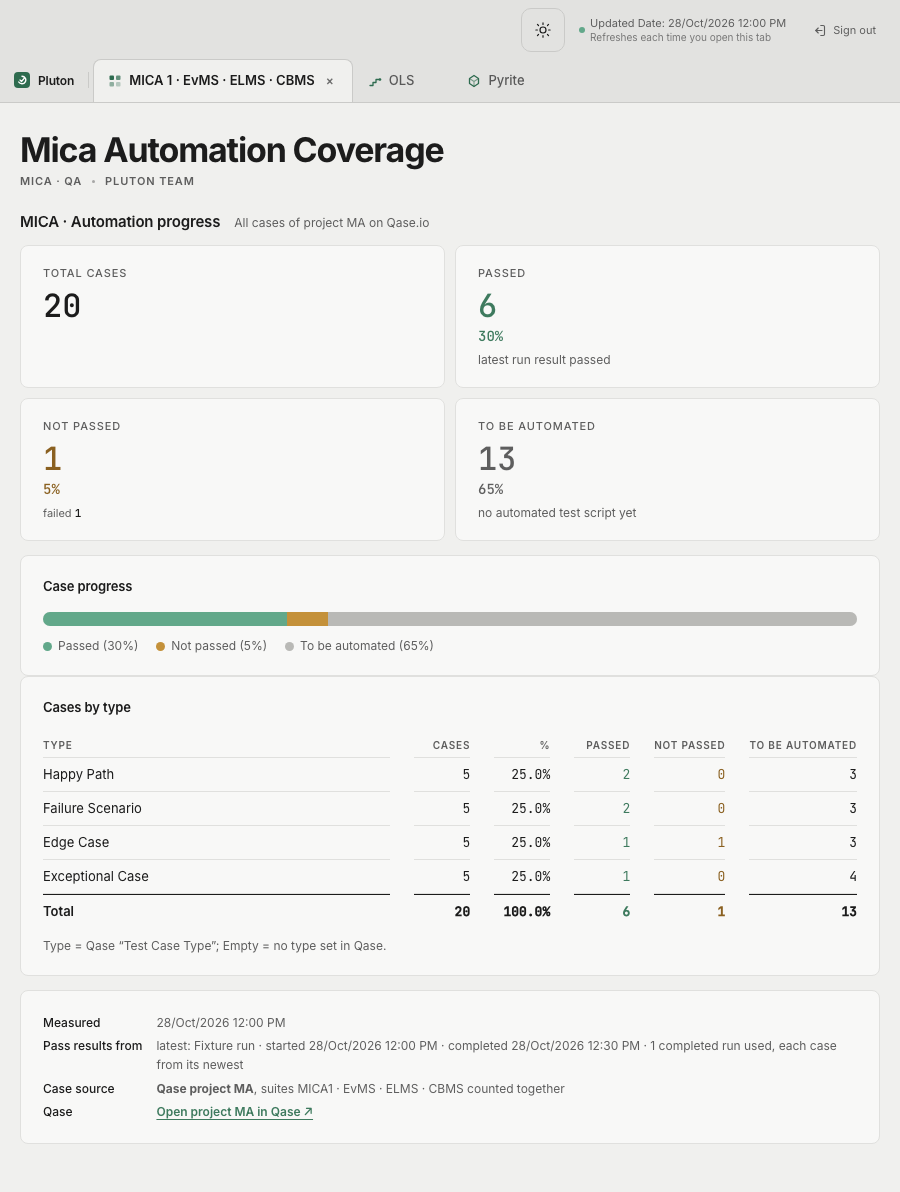 Updated Date: 28/Oct/2026 12:00 PM
Refreshes each time you open this tab
Sign out
Pluton
MICA 1 · EvMS · ELMS · CBMS ×
OLS
Pyrite
Mica Automation Coverage
MICA · QA • PLUTON TEAM
MICA · Automation progress All cases of project MA on Qase.io
TOTAL CASES
20
PASSED
6
30%
latest run result passed
NOT PASSED
1
5%
failed 1
TO BE AUTOMATED
13
65%
no automated test script yet
Case progress
Passed (30%) Not passed (5%) To be automated (65%)
Cases by type
TYPE CASES % PASSED NOT PASSED TO BE AUTOMATED
Happy Path 5 25.0% 2 0 3
Failure Scenario 5 25.0% 2 0 3
Edge Case 5 25.0% 1 1 3
Exceptional Case 5 25.0% 1 0 4
Total 20 100.0% 6 1 13
Type = Qase “Test Case Type”; Empty = no type set in Qase.
Measured 28/Oct/2026 12:00 PM
Pass results from latest: Fixture run · started 28/Oct/2026 12:00 PM · completed 28/Oct/2026 12:30 PM · 1 completed run used, each case
from its newest
Case source Qase project MA, suites MICA1 · EvMS · ELMS · CBMS counted together
Qase Open project MA in Qase ↗